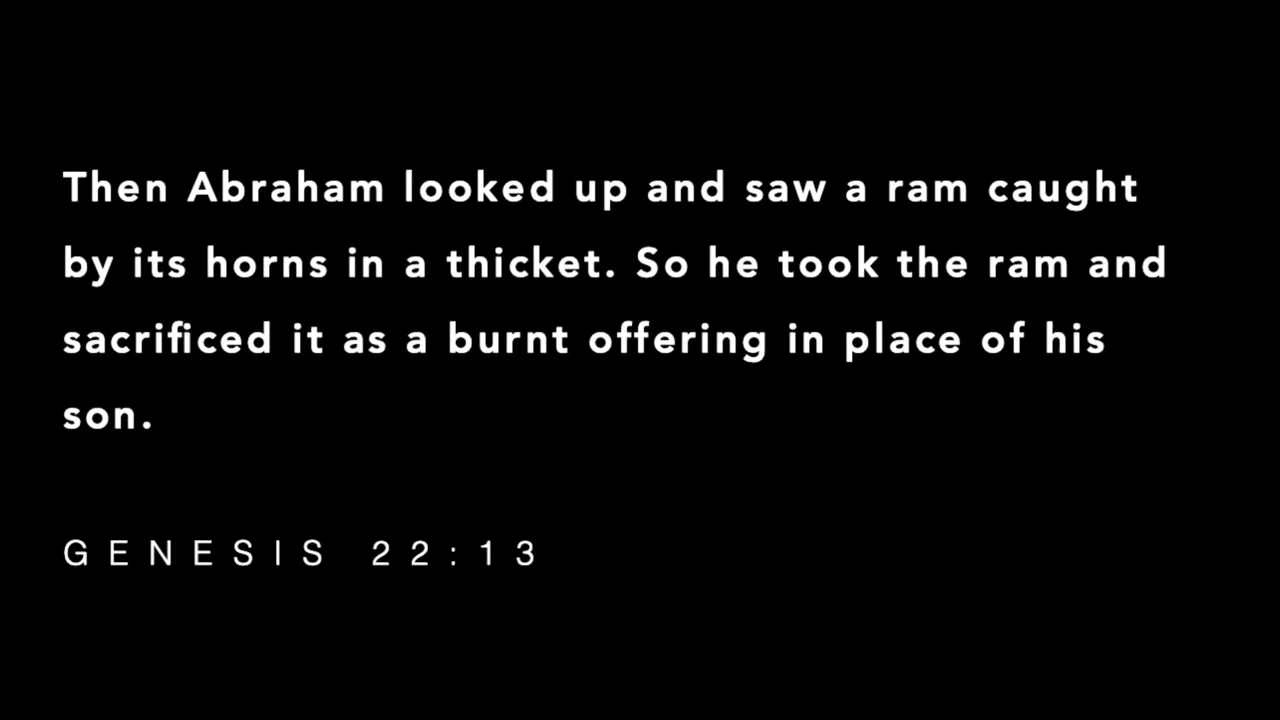 Then Abraham looked up and saw a ram caught
by its horns in a thicket. So he took the ram and
sacrificed it as a burnt offering in place of his
son.
GENESIS 22:13